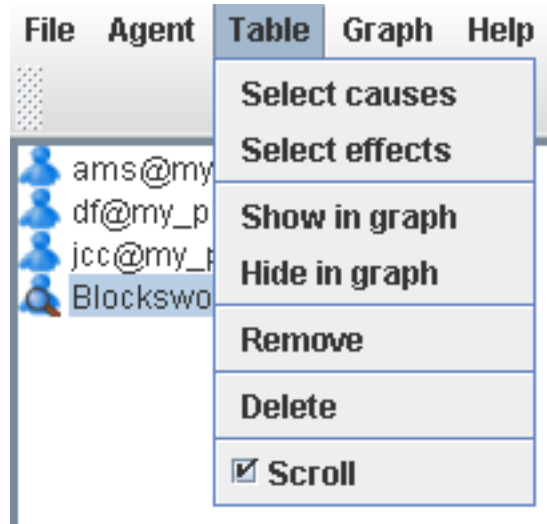 File Agent Table Graph Help
Select causes
Select effects
ams@my
df@my_p
Show in graph
jcc@my_
Hide in graph
Blockswo
Remove
Delete
Scroll